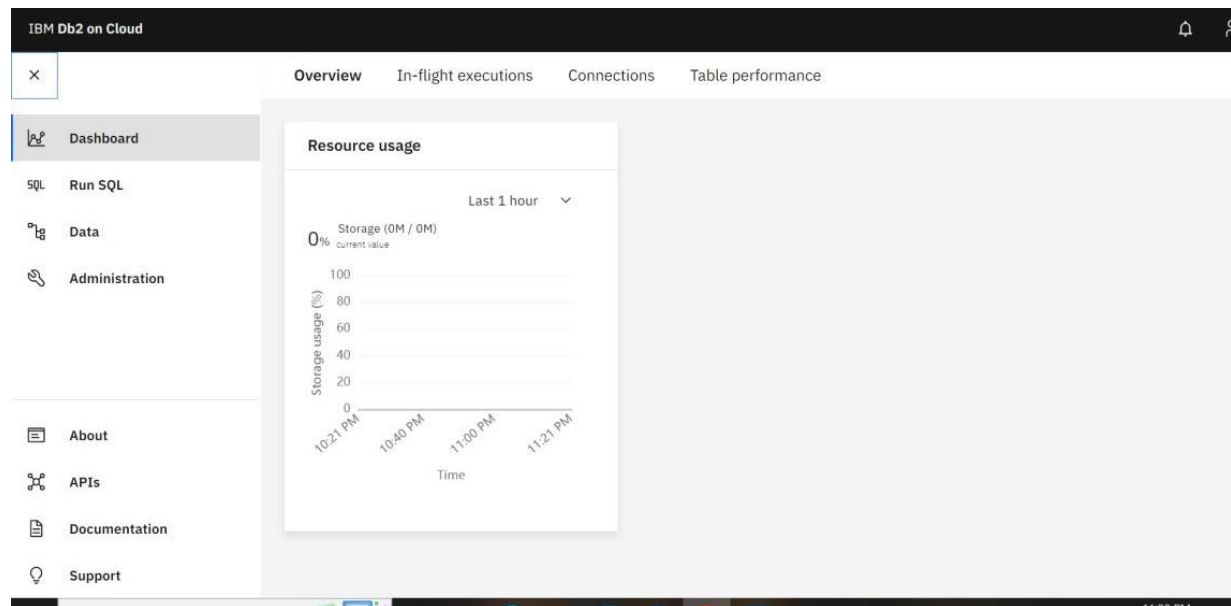 IBM Db2 on Cloud
Overview In-flight executions Connections Table performance
Dashboard
SQL Run SQL
Data
Administration
About
APIs
Documentation
Support
Resource usage
Last 1 hour
0% Storage (0M / 0M)
current value
100
80
60
40
20
0
Storage usage (%)
10:21 PM 10:40 PM 11:00 PM 11:21 PM
Time